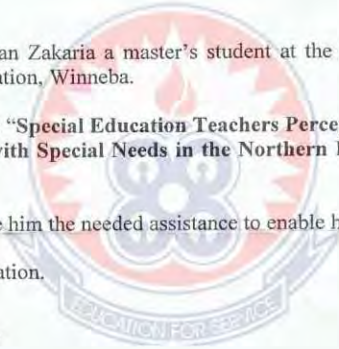 an Zakaria a master's student at the
ation, Winneba.
"Special Education Teachers Perce
with Special Needs in the Northern
e him the needed assistance to enable h
ation.
EDUCATION FOR SERVICE